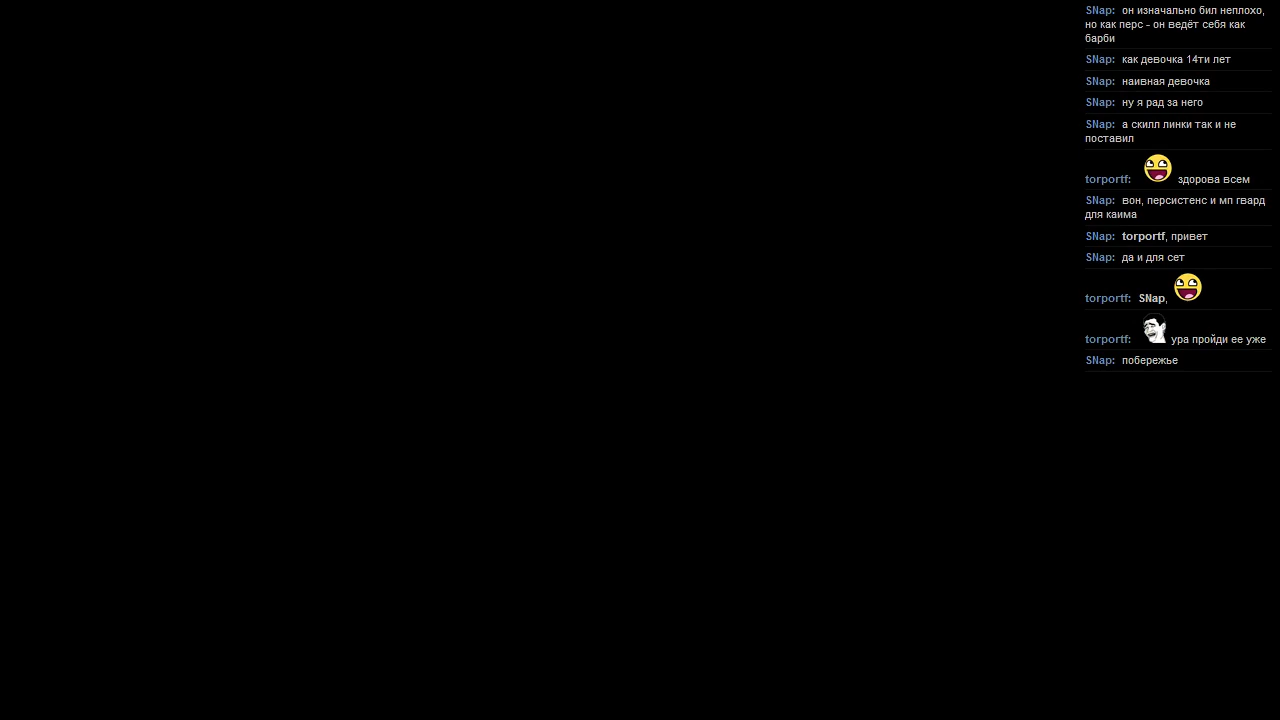 SNap: он изначально бил неплохо,
но как перс - он ведёт себя как
барби
SNap: как девочка 14ти лет
SNap: наивная девочка
SNap: ну я рад за него
SNap: а скилл линки так и не
поставил
torportf: здорова всем
SNap: вон, персистенс и мп гвард
для каима
SNap: torportf, привет
SNap: да и для сет
torportf: SNap,
torportf: ура пройди ее уже
SNap: побережье